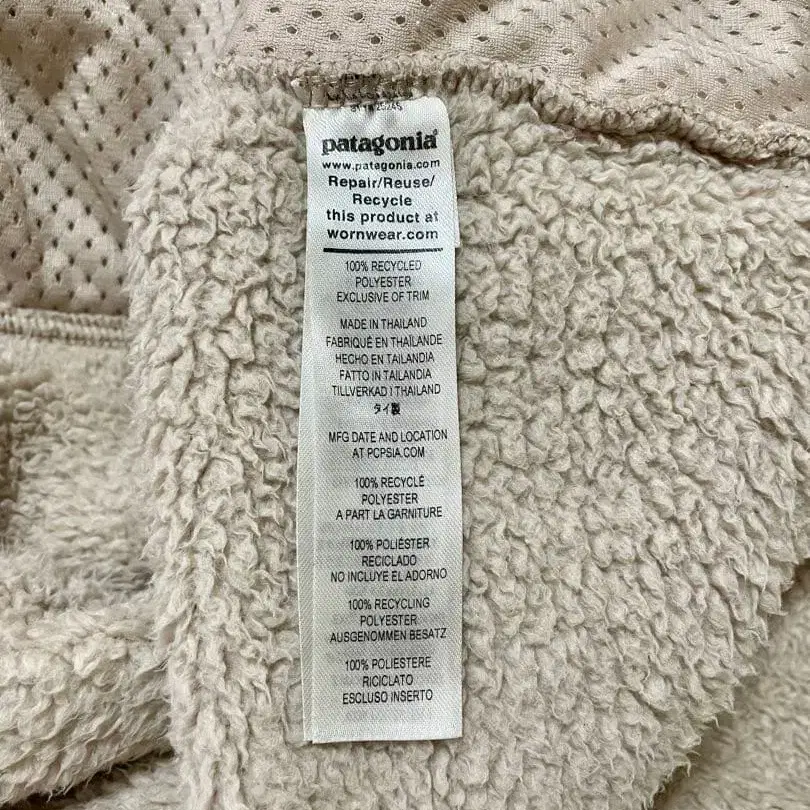 patagonia®
www.patagonia.com
Repair/Reuse/
Recycle
this product at
wornwear.com
100% RECYCLED
POLYESTER
EXCLUSIVE OF TRIM
MADE IN THAILAND
FABRIQUÉ EN THAÏLANDE
HECHO EN TAILANDIA
FATTO IN TAILANDIA
TILLVERKAD I THAILAND
タイ製
MFG DATE AND LOCATION
AT PCPSIA.COM
100% RECYCLÉ
POLYESTER
A PART LA GARNITURE
100% POLIÉSTER
RECICLADO
NO INCLUYE EL ADORNO
100% RECYCLING
POLYESTER
AUSGENOMMEN BESATZ
100% POLIESTERE
RICICLATO
ESCLUSO INSERTO